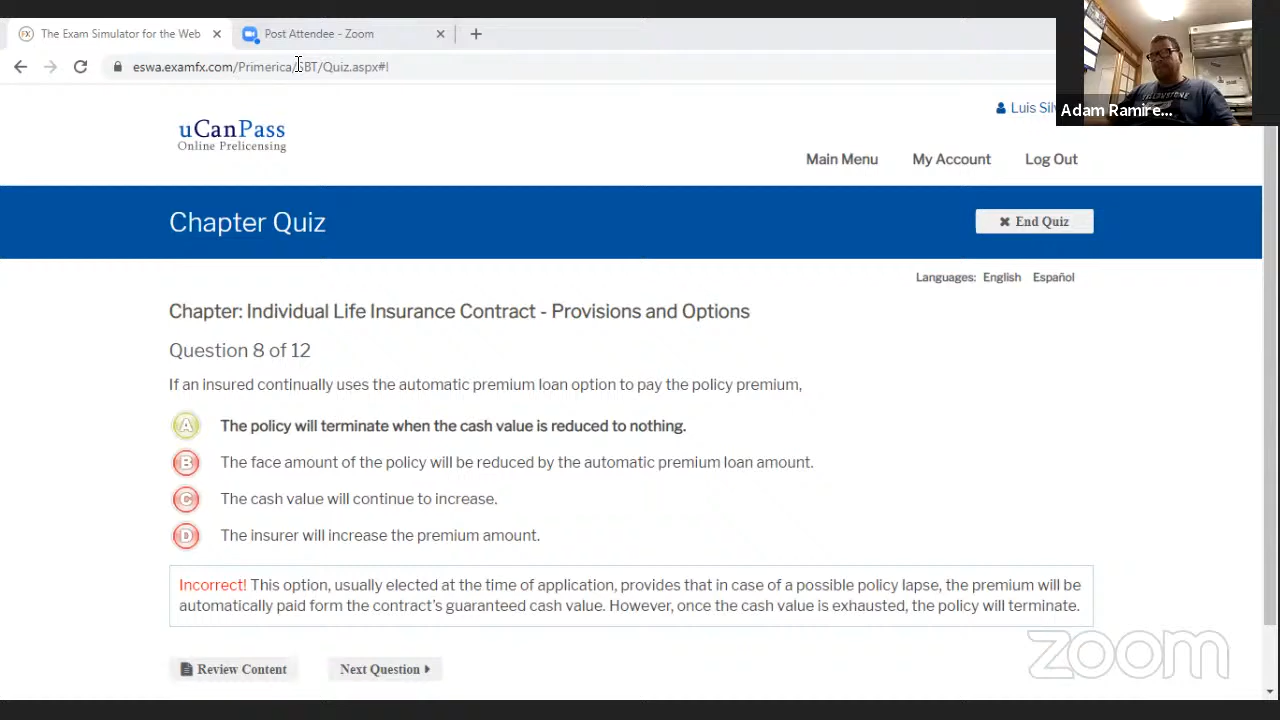 The Exam Simulator for the Web
Post Attendee - Zoom
eswa.examfx.com/Primerica/SBT/Quiz.aspx#!
Luis
Adam Ramire...
uCanPass
Online Prelicensing
Main Menu
My Account
Log Out
Chapter Quiz
End Quiz
Languages: English Español
Chapter: Individual Life Insurance Contract - Provisions and Options
Question 8 of 12
If an insured continually uses the automatic premium loan option to pay the policy premium,
A The policy will terminate when the cash value is reduced to nothing.
B The face amount of the policy will be reduced by the automatic premium loan amount.
C The cash value will continue to increase.
D The insurer will increase the premium amount.
Incorrect! This option, usually elected at the time of application, provides that in case of a possible policy lapse, the premium will be
automatically paid form the contract's guaranteed cash value. However, once the cash value is exhausted, the policy will terminate.
Review Content
Next Question
zoom